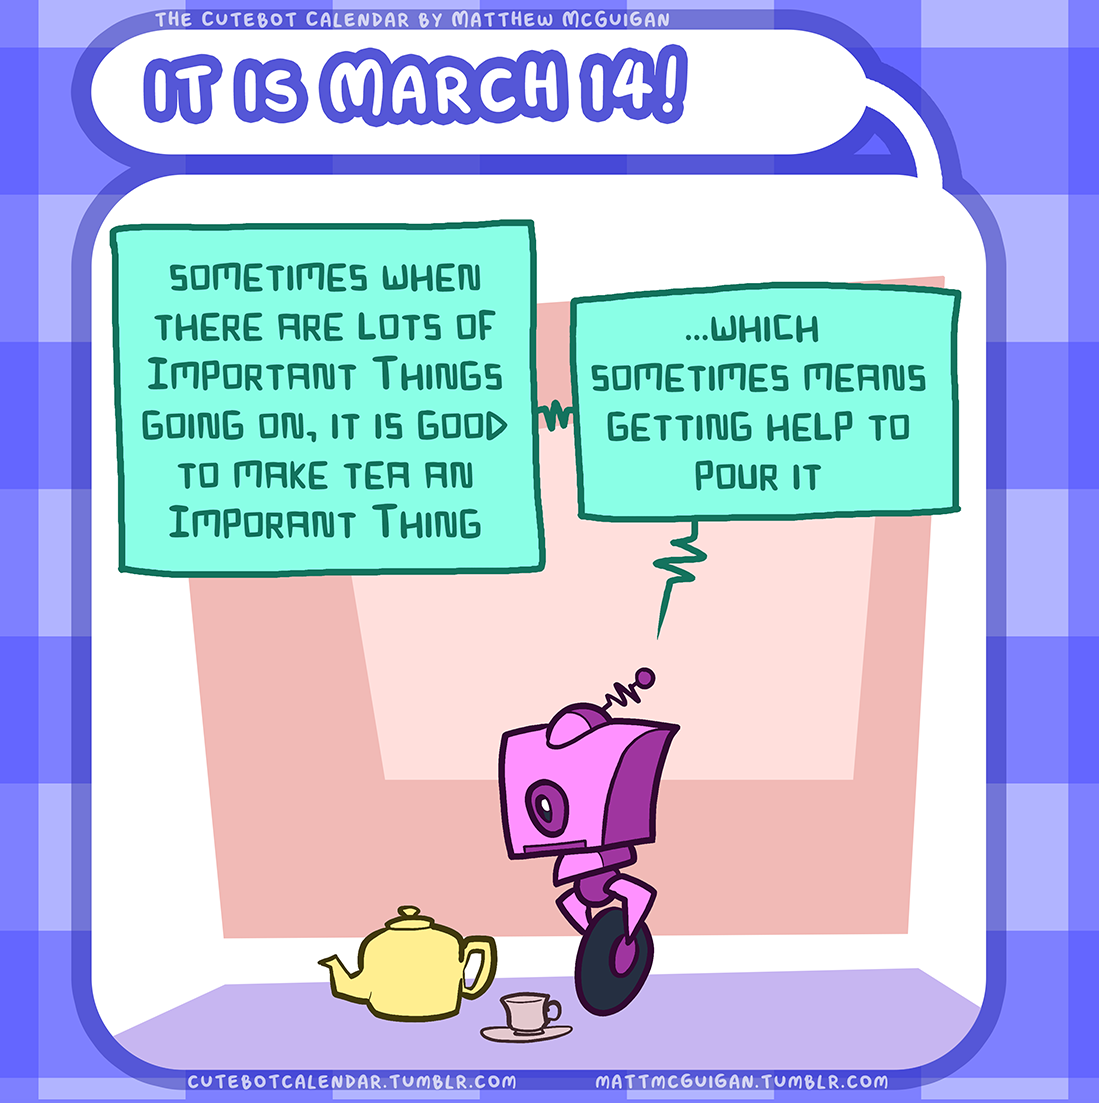 THE CUTEBOT CALENDAR BY MATTHEW MCGUIGAN
IT IS MARCH 14!
SOMETIMES WHEN
THERE ARE LOTS OF
IMPORTANT THINGS
GOING ON, IT IS GOOD
TO MAKE TEA AN
IMPORANT THING
...WHICH
SOMETIMES MEANS
GETTING HELP TO
POUR IT
CUTEBOTCALENDAR.TUMBLR.COM
MATTMCGUIGAN.TUMBLR.COM